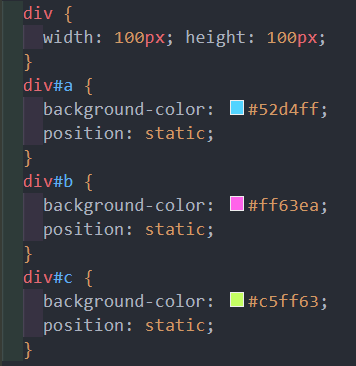 div {
width: 100px; height: 100px;
}
div#a {
background-color: #52d4ff;
position: static;
}
div#b {
background-color: #ff63ea;
position: static;
}
div#c {
background-color: #c5ff63;
position: static;
}